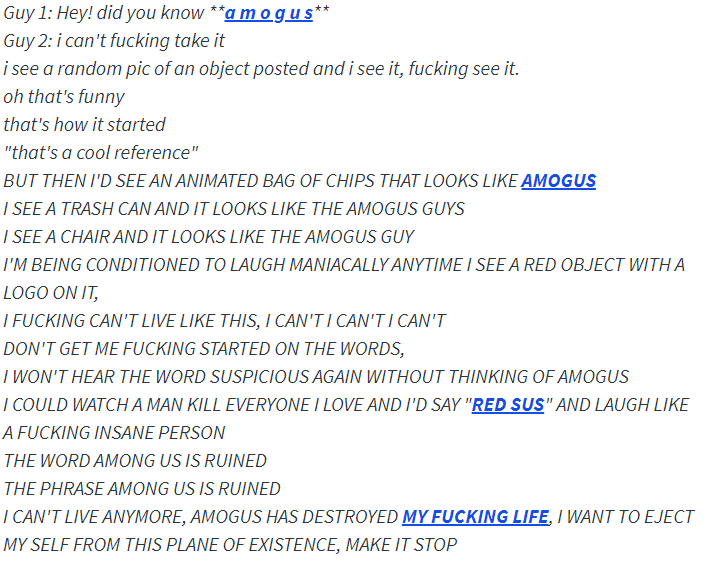 Guy 1: Hey! did you know **a m o g u s**
Guy 2: i can't fucking take it
i see a random pic of an object posted and i see it, fucking see it.
oh that's funny
that's how it started
"that's a cool reference"
BUT THEN I'D SEE AN ANIMATED BAG OF CHIPS THAT LOOKS LIKE AMOGUS
I SEE A TRASH CAN AND IT LOOKS LIKE THE AMOGUS GUYS
I SEE A CHAIR AND IT LOOKS LIKE THE AMOGUS GUY
I'M BEING CONDITIONED TO LAUGH MANIACALLY ANYTIME I SEE A RED OBJECT WITH A
LOGO ON IT,
I FUCKING CAN'T LIVE LIKE THIS, I CAN'T I CAN'T I CAN'T
DON'T GET ME FUCKING STARTED ON THE WORDS,
I WON'T HEAR THE WORD SUSPICIOUS AGAIN WITHOUT THINKING OF AMOGUS
I COULD WATCH A MAN KILL EVERYONE I LOVE AND I'D SAY "RED SUS" AND LAUGH LIKE
A FUCKING INSANE PERSON
THE WORD AMONG US IS RUINED
THE PHRASE AMONG US IS RUINED
I CAN'T LIVE ANYMORE, AMOGUS HAS DESTROYED MY FUCKING LIFE, I WANT TO EJECT
MY SELF FROM THIS PLANE OF EXISTENCE, MAKE IT STOP